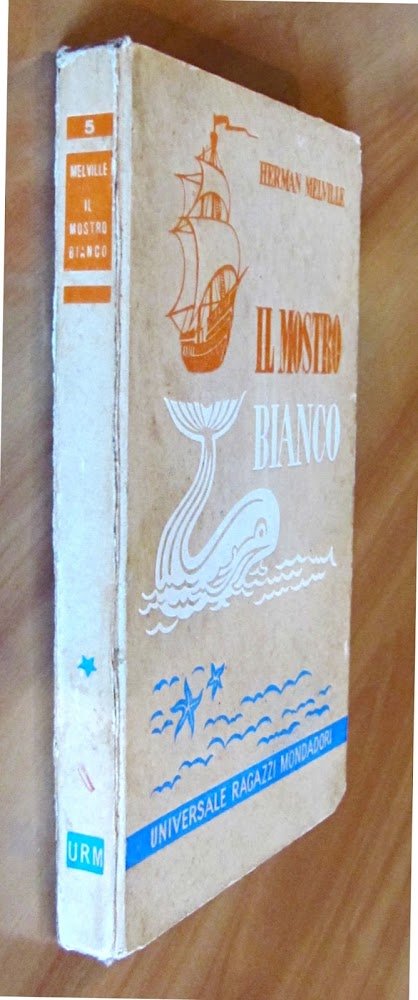 5
MELVILLE
IL
MOSTRO
BIANCO
URM
HERMAN MELVILLE
IL MOSTRO
BIANCO
UNIVERSALE RAGAZZI MONDADORI